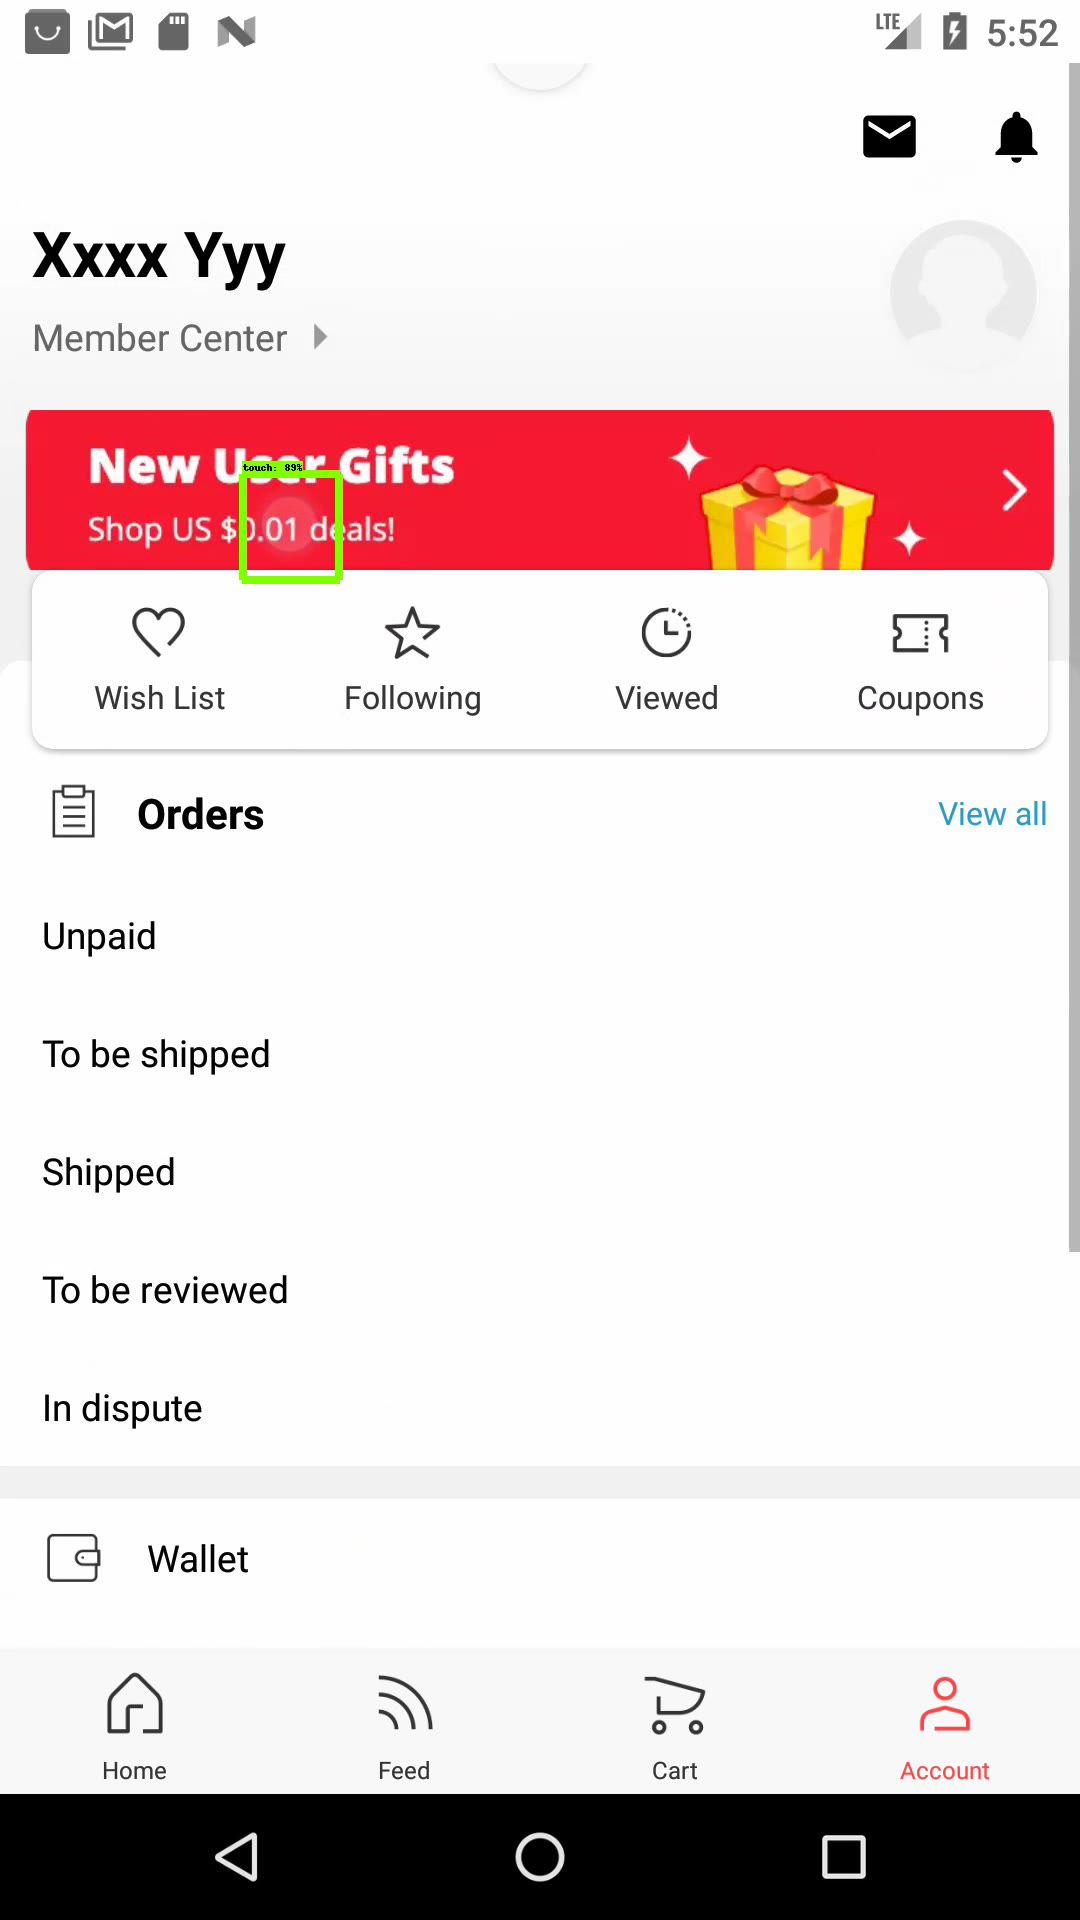 LTE 5:52
Xxxx Yyy
Member Center
New User Gifts
touch: 89%
Shop US $0.01 deals!
Wish List Following Viewed Coupons
Orders View all
Unpaid
To be shipped
Shipped
To be reviewed
In dispute
Wallet
Home Feed Cart Account